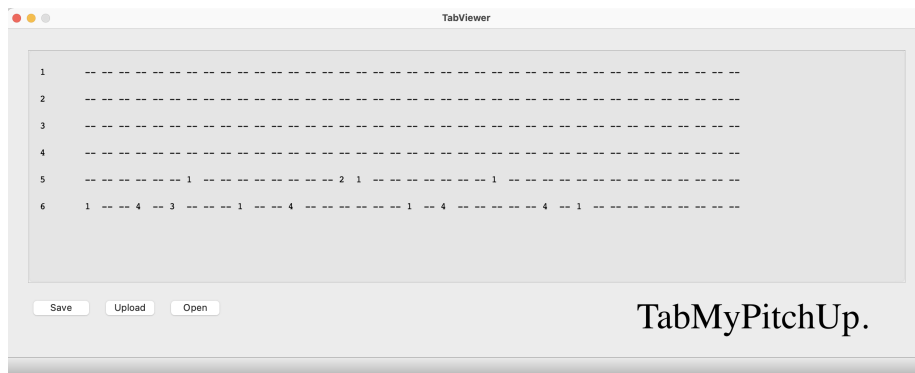 TabViewer
1 -- -- -- -- -- -- -- -- -- -- -- -- -- -- -- -- -- -- -- -- -- -- -- -- -- -- -- -- -- -- -- -- -- -- -- -- -- -- --
2 -- -- -- -- -- -- -- -- -- -- -- -- -- -- -- -- -- -- -- -- -- -- -- -- -- -- -- -- -- -- -- -- -- -- -- -- -- -- --
3 -- -- -- -- -- -- -- -- -- -- -- -- -- -- -- -- -- -- -- -- -- -- -- -- -- -- -- -- -- -- -- -- -- -- -- -- -- -- --
4 -- -- -- -- -- -- -- -- -- -- -- -- -- -- -- -- -- -- -- -- -- -- -- -- -- -- -- -- -- -- -- -- -- -- -- -- -- -- --
5 -- -- -- -- -- -- 1 -- -- -- -- -- -- -- -- 2 1 -- -- -- -- -- -- -- 1 -- -- -- -- -- -- -- -- -- -- -- -- -- --
6 1 -- -- 4 -- 3 -- -- -- 1 -- -- 4 -- -- -- -- -- -- 1 -- 4 -- -- -- -- -- 4 -- 1 -- -- -- -- -- -- -- -- --
Save Upload Open
TabMyPitchUp.